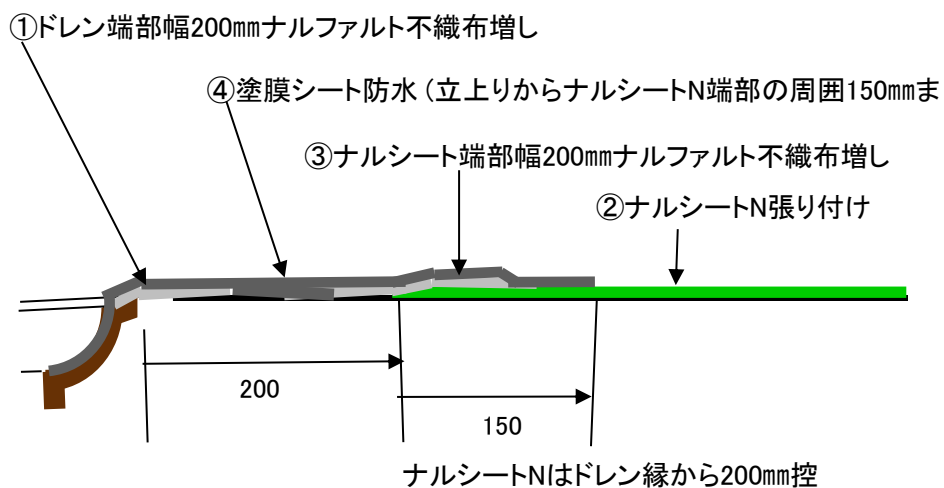 ①ドレン端部幅200㎜ナルファルト不織布増し
④塗膜シート防水（立上りからナルシートN端部の周囲150㎜ま
③ナルシート端部幅200㎜ナルファルト不織布増し
②ナルシートN張り付け
200
150
ナルシートNはドレン縁から200㎜控